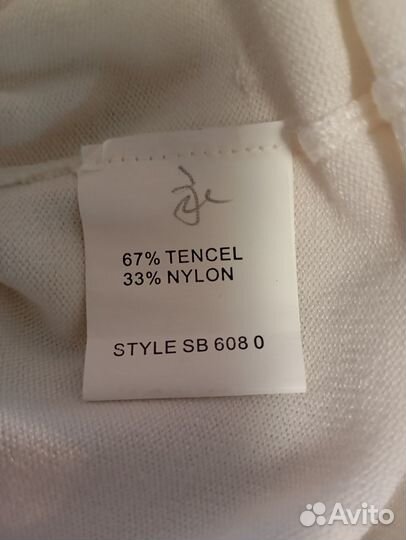 67% TENCEL
33% NYLON
STYLE SB 608 0
Avito